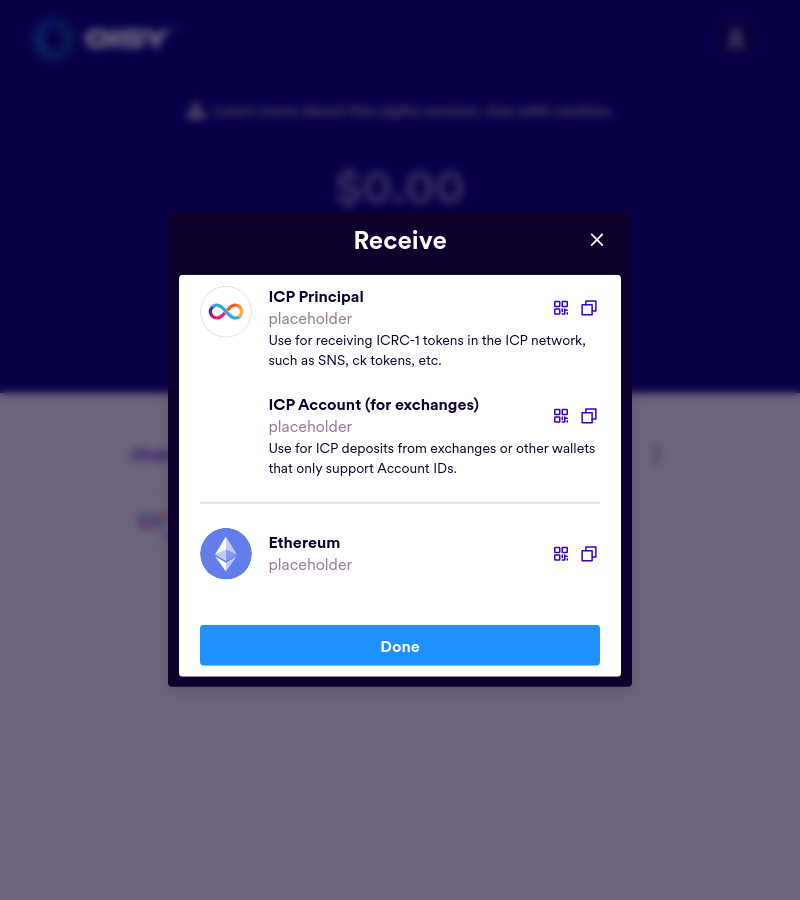 OISY
Learn more about this alpha version. Use with caution.
$0.00
Receive
ICP Principal
placeholder
Use for receiving ICRC-1 tokens in the ICP network,
such as SNS, ck tokens, etc.
ICP Account (for exchanges)
placeholder
Use for ICP deposits from exchanges or other wallets
that only support Account IDs.
Ethereum
placeholder
Done